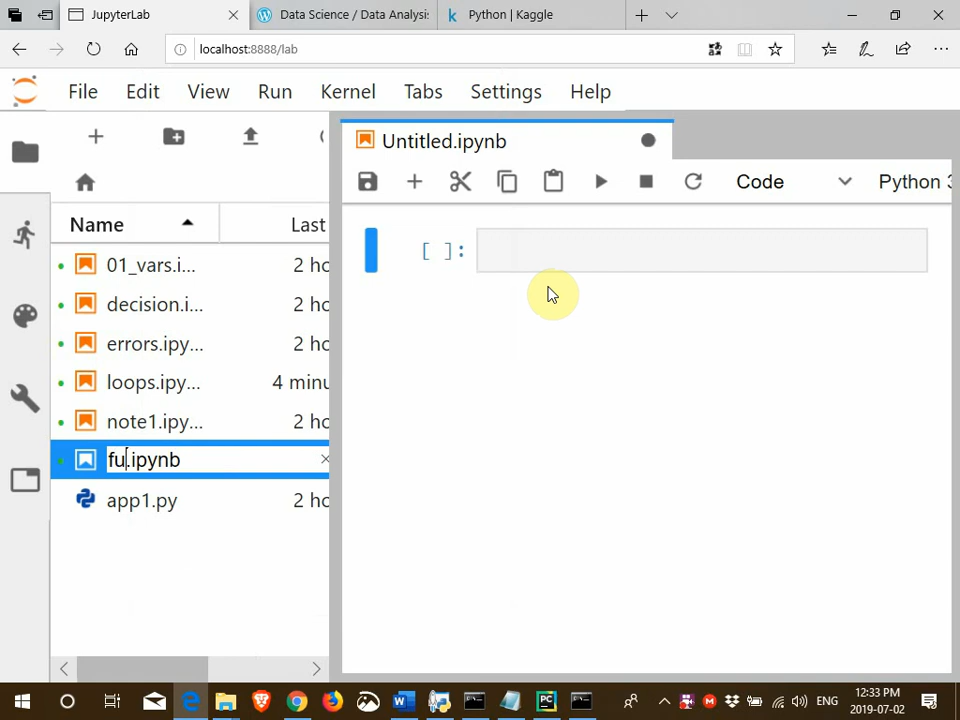 JupyterLab
Data Science / Data Analysis
k Python | Kaggle
localhost:8888/lab
File Edit View Run Kernel Tabs Settings Help
Untitled.ipynb
Code Python 3
Name Last
01_vars.i... 2 ho
decision.i... 2 ho
errors.ipy... 2 ho
loops.ipy... 4 minu
note1.ipy... 2 ho
fu.ipynb
app1.py 2 ho
[ ]:
ENG
12:33 PM
2019-07-02